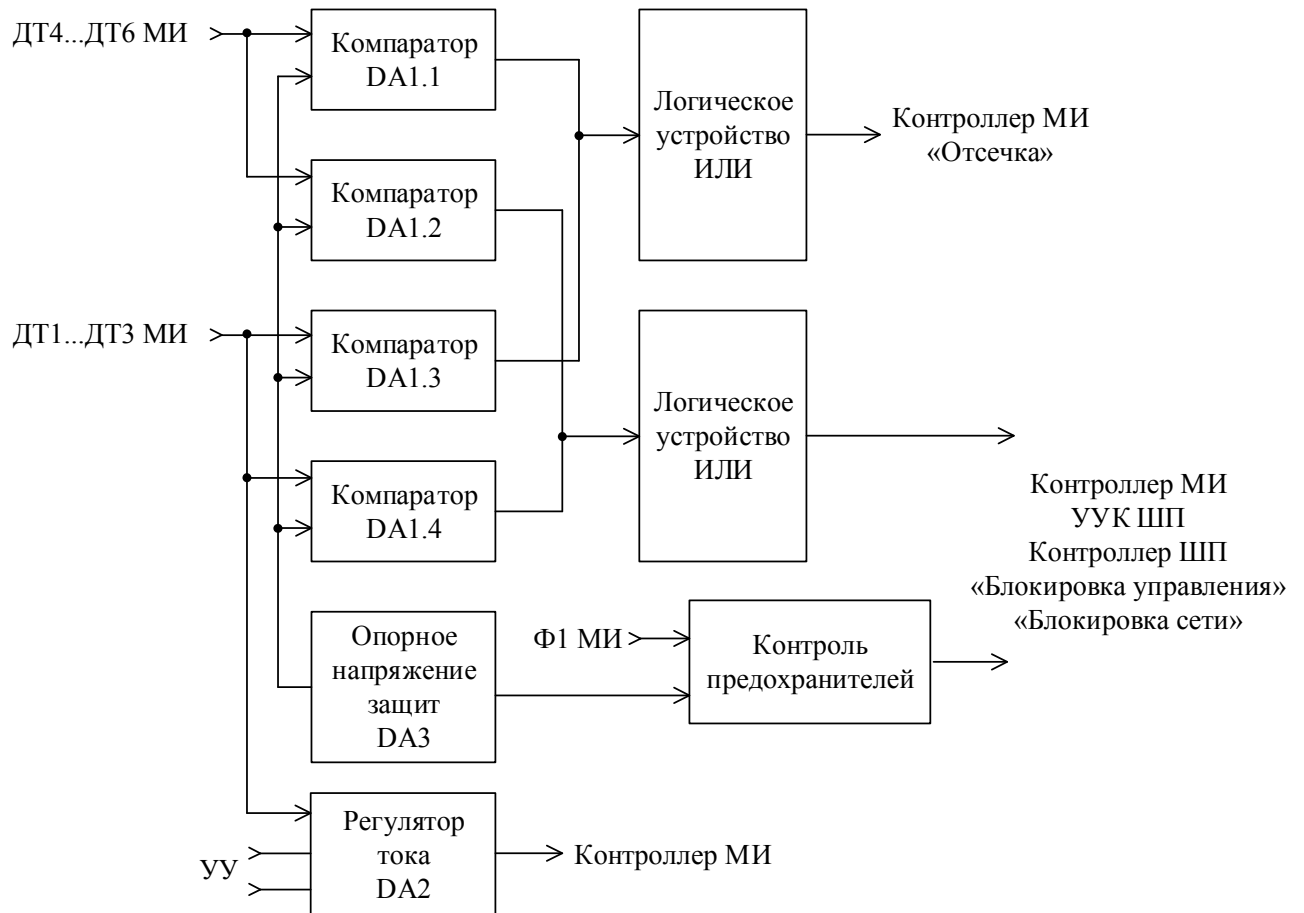 ДТ4...ДТ6 МИ
Компаратор
DA1.1
Логическое
устройство
ИЛИ
Контроллер МИ
«Отсечка»
Компаратор
DA1.2
ДТ1...ДТ3 МИ
Компаратор
DA1.3
Логическое
устройство
ИЛИ
Компаратор
DA1.4
Контроллер МИ
УУК ШП
Контроллер ШП
«Блокировка управления»
«Блокировка сети»
Опорное
напряжение
защит
DA3
Ф1 МИ
Контроль
предохранителей
Регулятор
тока
DA2
УУ
Контроллер МИ